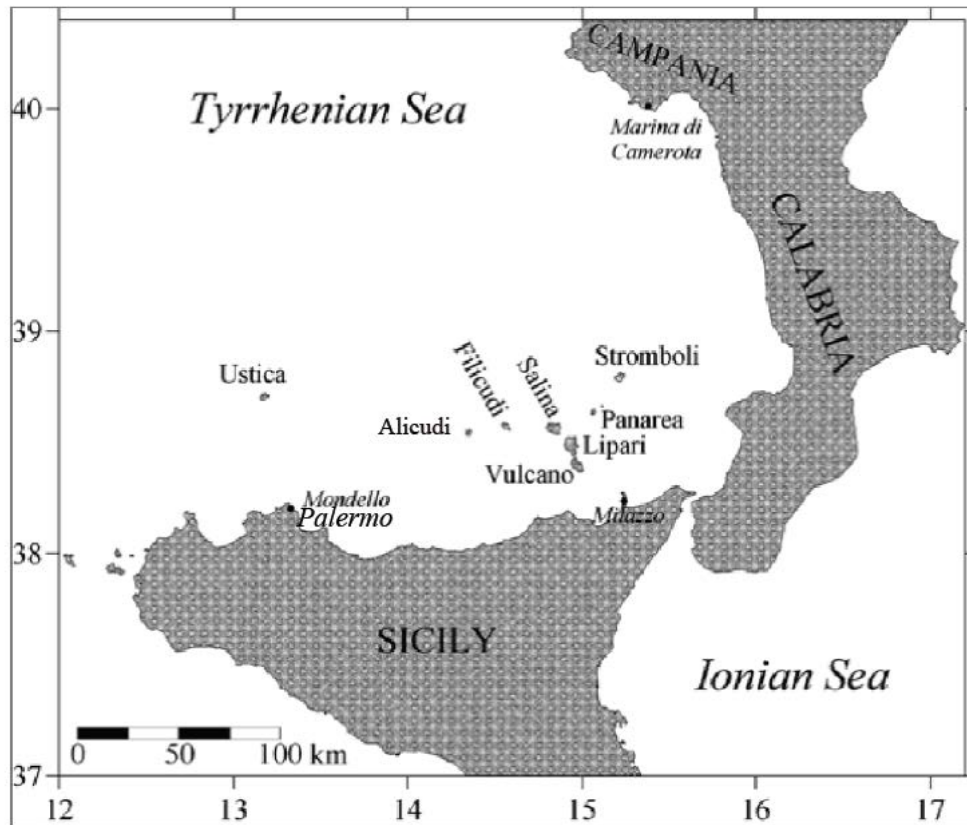 CAMPANIA
40
Tyrrhenian Sea
Marina di
Camerota
CALABRIA
39
Stromboli
Ustica
Filicudi
Salina
Alicudi
Panarea
Lipari
Vulcano
Mondello
Palermo
Milazzo
38
SICILY
Ionian Sea
0 50 100 km
37
12 13 14 15 16 17